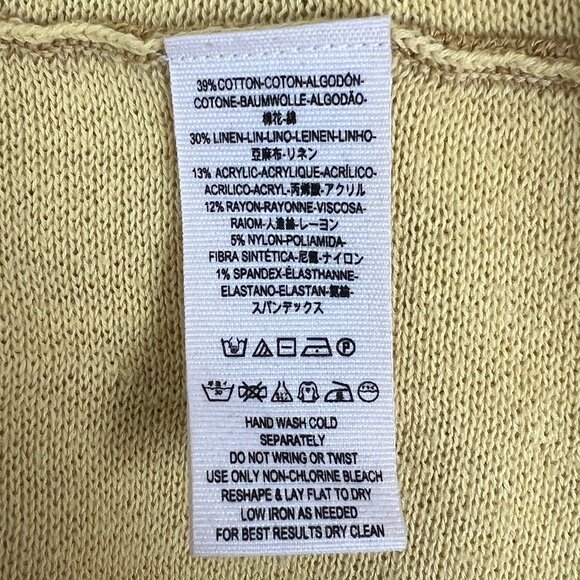 39% COTTON-COTON-ALGODÓN-
COTONE-BAUMWOLLE-ALGODÃO-
棉花-綿
30% LINEN-LIN-LINO-LEINEN-LINHO-
亞麻布-リネン
13% ACRYLIC-ACRYLIQUE-ACRÍLICO-
ACRILICO-ACRYL-丙烯酸-アクリル
12% RAYON-RAYONNE-VISCOSA-
RAIOM-人造絲-レーヨン
5% NYLON-POLIAMIDA-
FIBRA SINTÉTICA-尼龍-ナイロン
1% SPANDEX-ÉLASTHANNE-
ELASTANO-ELASTAN-氨綸-
スパンデックス
P
30
HAND WASH COLD
SEPARATELY
DO NOT WRING OR TWIST
USE ONLY NON-CHLORINE BLEACH
RESHAPE & LAY FLAT TO DRY
LOW IRON AS NEEDED
FOR BEST RESULTS DRY CLEAN